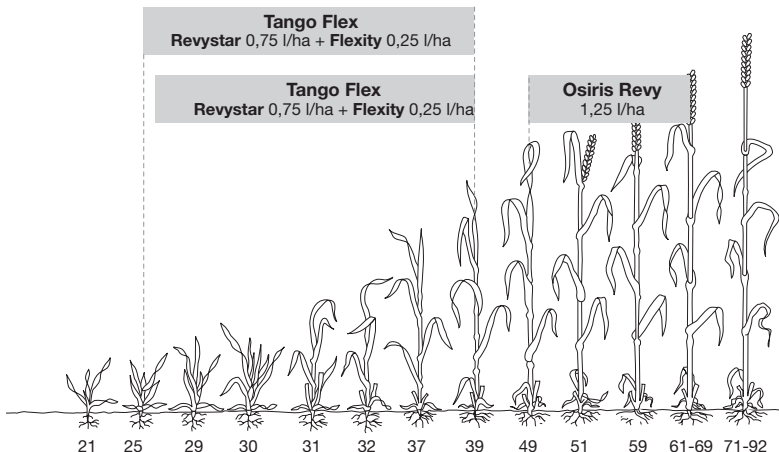 Tango Flex
Revystar 0,75 l/ha + Flexity 0,25 l/ha
Tango Flex
Revystar 0,75 l/ha + Flexity 0,25 l/ha
Osiris Revy
1,25 l/ha
21 25 29 30 31 32 37 39 49 51 59 61-69 71-92